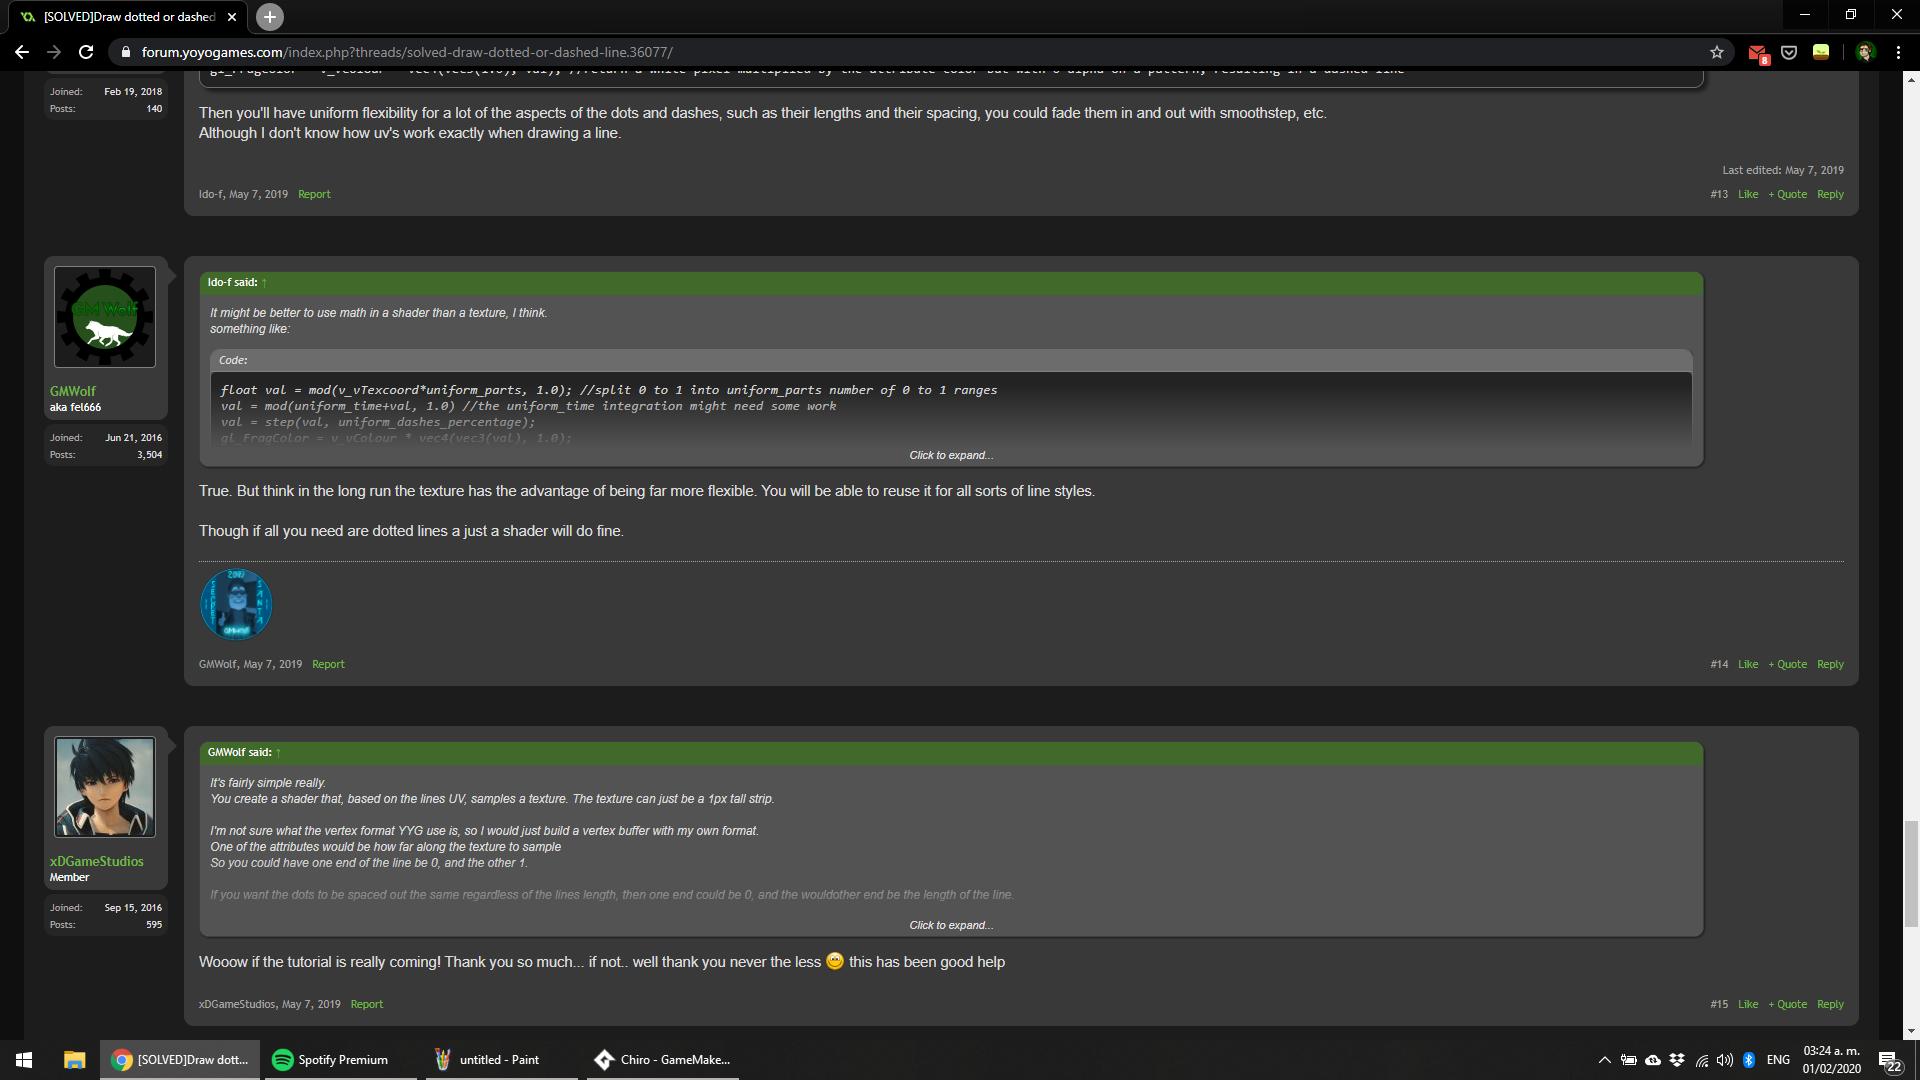 [SOLVED]Draw dotted or dashed
forum.yoyogames.com/index.php?threads/solved-draw-dotted-or-dashed-line.36077/
8
Joined: Feb 19, 2018
Posts: 140
Then you'll have uniform flexibility for a lot of the aspects of the dots and dashes, such as their lengths and their spacing, you could fade them in and out with smoothstep, etc.
Although I don't know how uv's work exactly when drawing a line.
Last edited: May 7, 2019
Ido-f, May 7, 2019 Report
#13 Like + Quote Reply
GM Wolf
GMWolf
aka fel666
Joined: Jun 21, 2016
Posts: 3,504
Ido-f said: ↑
It might be better to use math in a shader than a texture, I think.
something like:
Code:
float val = mod(v_vTexcoord*uniform_parts, 1.0); //split 0 to 1 into uniform_parts number of 0 to 1 ranges
val = mod(uniform_time+val, 1.0) //the uniform_time integration might need some work
val = step(val, uniform_dashes_percentage);
gl_FragColor = v_vColour * vec4(vec3(val), 1.0);
Click to expand...
True. But think in the long run the texture has the advantage of being far more flexible. You will be able to reuse it for all sorts of line styles.
Though if all you need are dotted lines a just a shader will do fine.
2017
SECRET
SANTA
GMWolf
GMWolf, May 7, 2019 Report
#14 Like + Quote Reply
xDGameStudios
Member
Joined: Sep 15, 2016
Posts: 595
GMWolf said: ↑
It's fairly simple really.
You create a shader that, based on the lines UV, samples a texture. The texture can just be a 1px tall strip.
I'm not sure what the vertex format YYG use is, so I would just build a vertex buffer with my own format.
One of the attributes would be how far along the texture to sample
So you could have one end of the line be 0, and the other 1.
If you want the dots to be spaced out the same regardless of the lines length, then one end could be 0, and the wouldother end be the length of the line.
Click to expand...
Wooow if the tutorial is really coming! Thank you so much... if not.. well thank you never the less this has been good help
xDGameStudios, May 7, 2019 Report
#15 Like + Quote Reply
[SOLVED]Draw dott...
Spotify Premium
untitled - Paint
Chiro - GameMake...
ENG
03:24 a. m.
01/02/2020
22